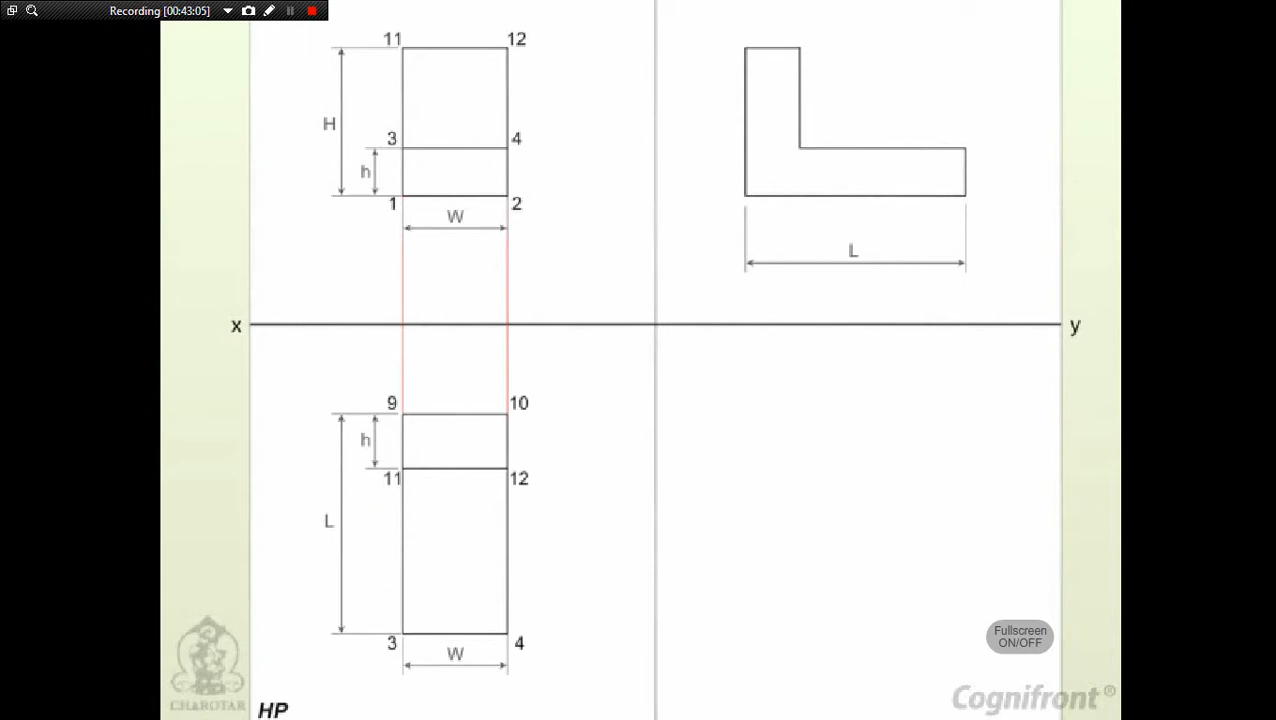 Recording [00:43:05]
11 12
H
3 4
h
1 2
W
L
x y
9 10
h
11 12
L
3 4
W
Fullscreen
ON/OFF
CHAROTAR
HP
Cognifront ®